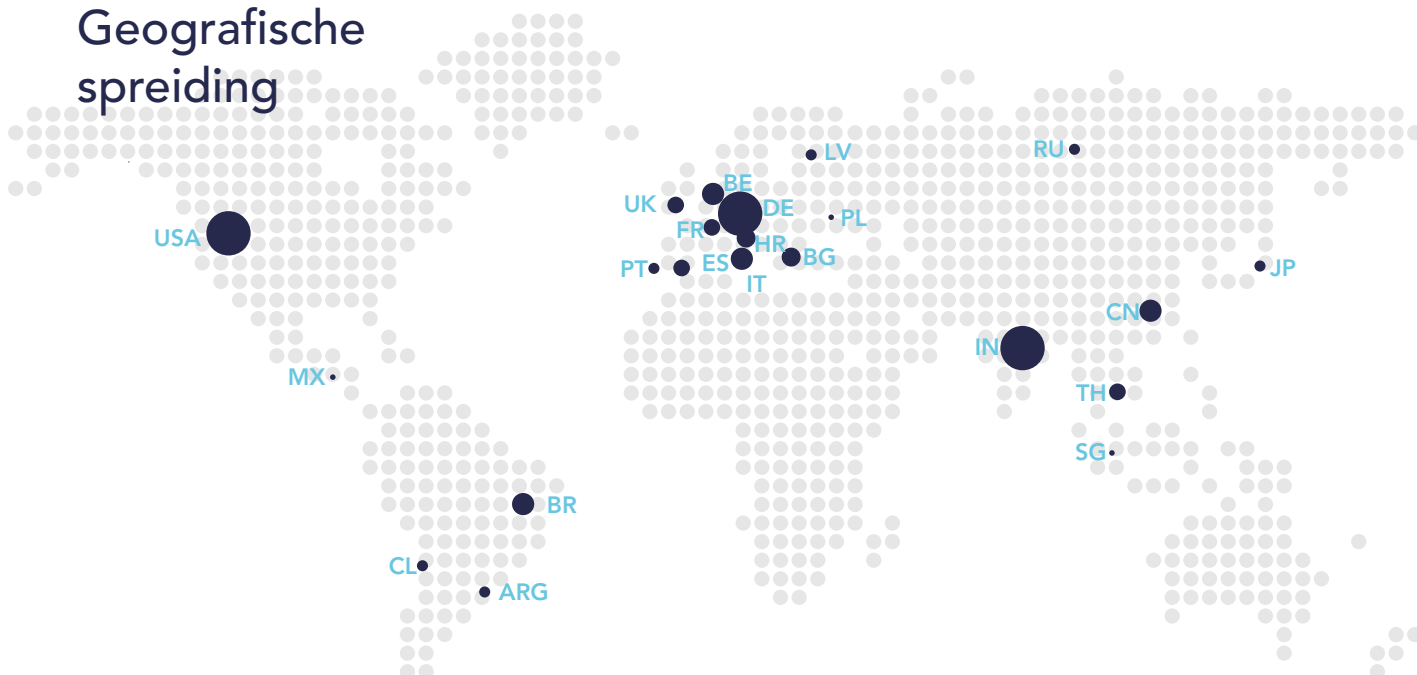 Geografische
spreiding
LV
RU
BE
UK
DE
PL
FR
USA
HR
BG
ES
PT
JP
IT
CN
IN
MX
TH
SG
BR
CL
ARG